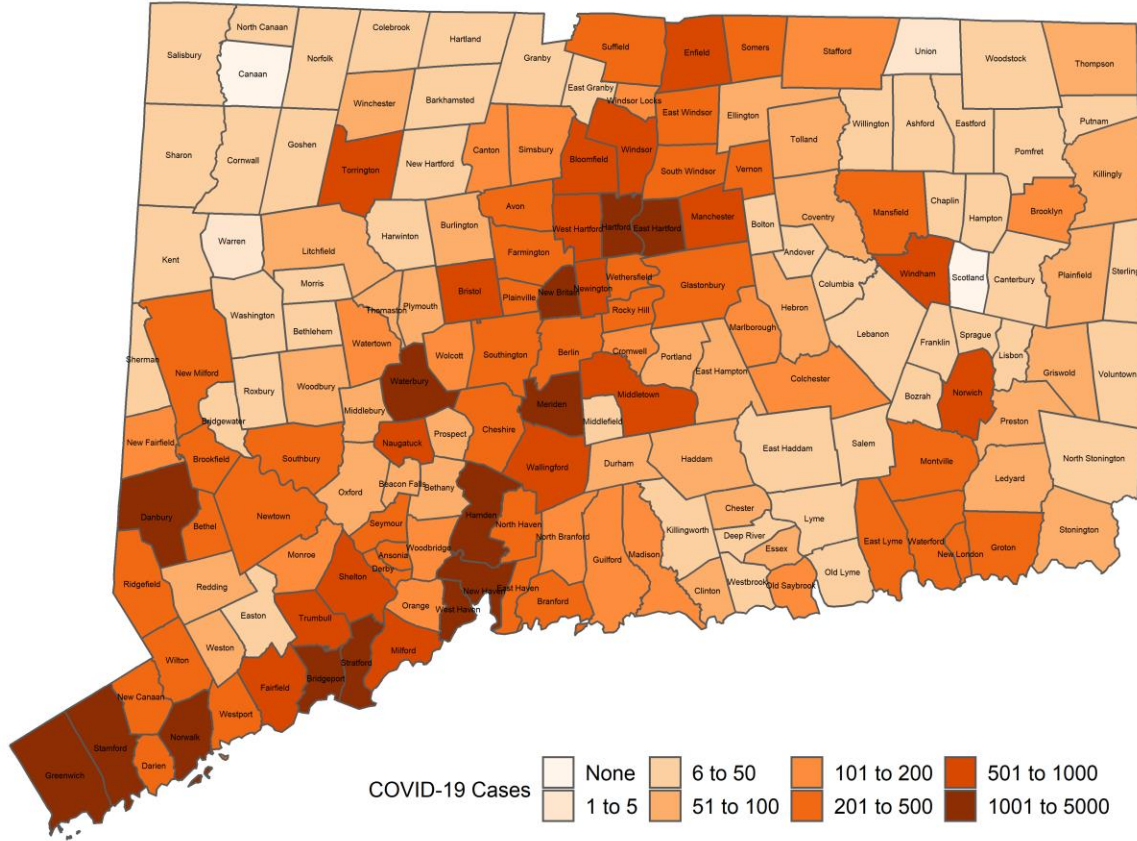 North Canaan
Colebrook
Hartland
Suffield
Enfield
Somers
Stafford
Union
Salisbury
Canaan
Norfolk
Granby
East Granby
Woodstock
Thompson
Winchester
Barkhamsted
Windsor Locks
East Windsor
Ellington
Putnam
Sharon
Cornwall
Goshen
Torrington
New Hartford
Canton
Simsbury
Bloomfield
Windsor
South Windsor
Vernon
Tolland
Willington
Ashford
Eastford
Pomfret
Killingly
Kent
Warren
Litchfield
Harwinton
Burlington
Avon
West Hartford
Hartford
East Hartford
Manchester
Bolton
Coventry
Mansfield
Chaplin
Hampton
Brooklyn
Morris
Farmington
Andover
Windham
Scotland
Canterbury
Plainfield
Sterling
Washington
Bethlehem
Thomaston
Plymouth
Bristol
Plainville
New Britain
Newington
Wethersfield
Rocky Hill
Glastonbury
Hebron
Columbia
Lebanon
Franklin
Sprague
Lisbon
Sherman
New Milford
Roxbury
Woodbury
Watertown
Wolcott
Southington
Berlin
Cromwell
Portland
Marlborough
East Hampton
Colchester
Bozrah
Norwich
Griswold
Voluntown
Bridgewater
Middlebury
Waterbury
Meriden
Middlefield
Middletown
Preston
New Fairfield
Brookfield
Southbury
Naugatuck
Prospect
Cheshire
Wallingford
Durham
Haddam
East Haddam
Salem
Montville
Ledyard
North Stonington
Danbury
Bethel
Newtown
Oxford
Beacon Falls
Bethany
Hamden
North Haven
North Branford
Guilford
Madison
Killingworth
Chester
Deep River
Essex
Lyme
East Lyme
Waterford
New London
Groton
Stonington
Ridgefield
Redding
Monroe
Seymour
Ansonia
Derby
Woodbridge
New Haven
East Haven
Branford
Clinton
Westbrook
Old Saybrook
Old Lyme
Easton
Shelton
Orange
West Haven
Weston
Trumbull
Milford
Wilton
Fairfield
Bridgeport
Stratford
New Canaan
Westport
Norwalk
Darien
Stamford
Greenwich
COVID-19 Cases
None
6 to 50
101 to 200
501 to 1000
1 to 5
51 to 100
201 to 500
1001 to 5000